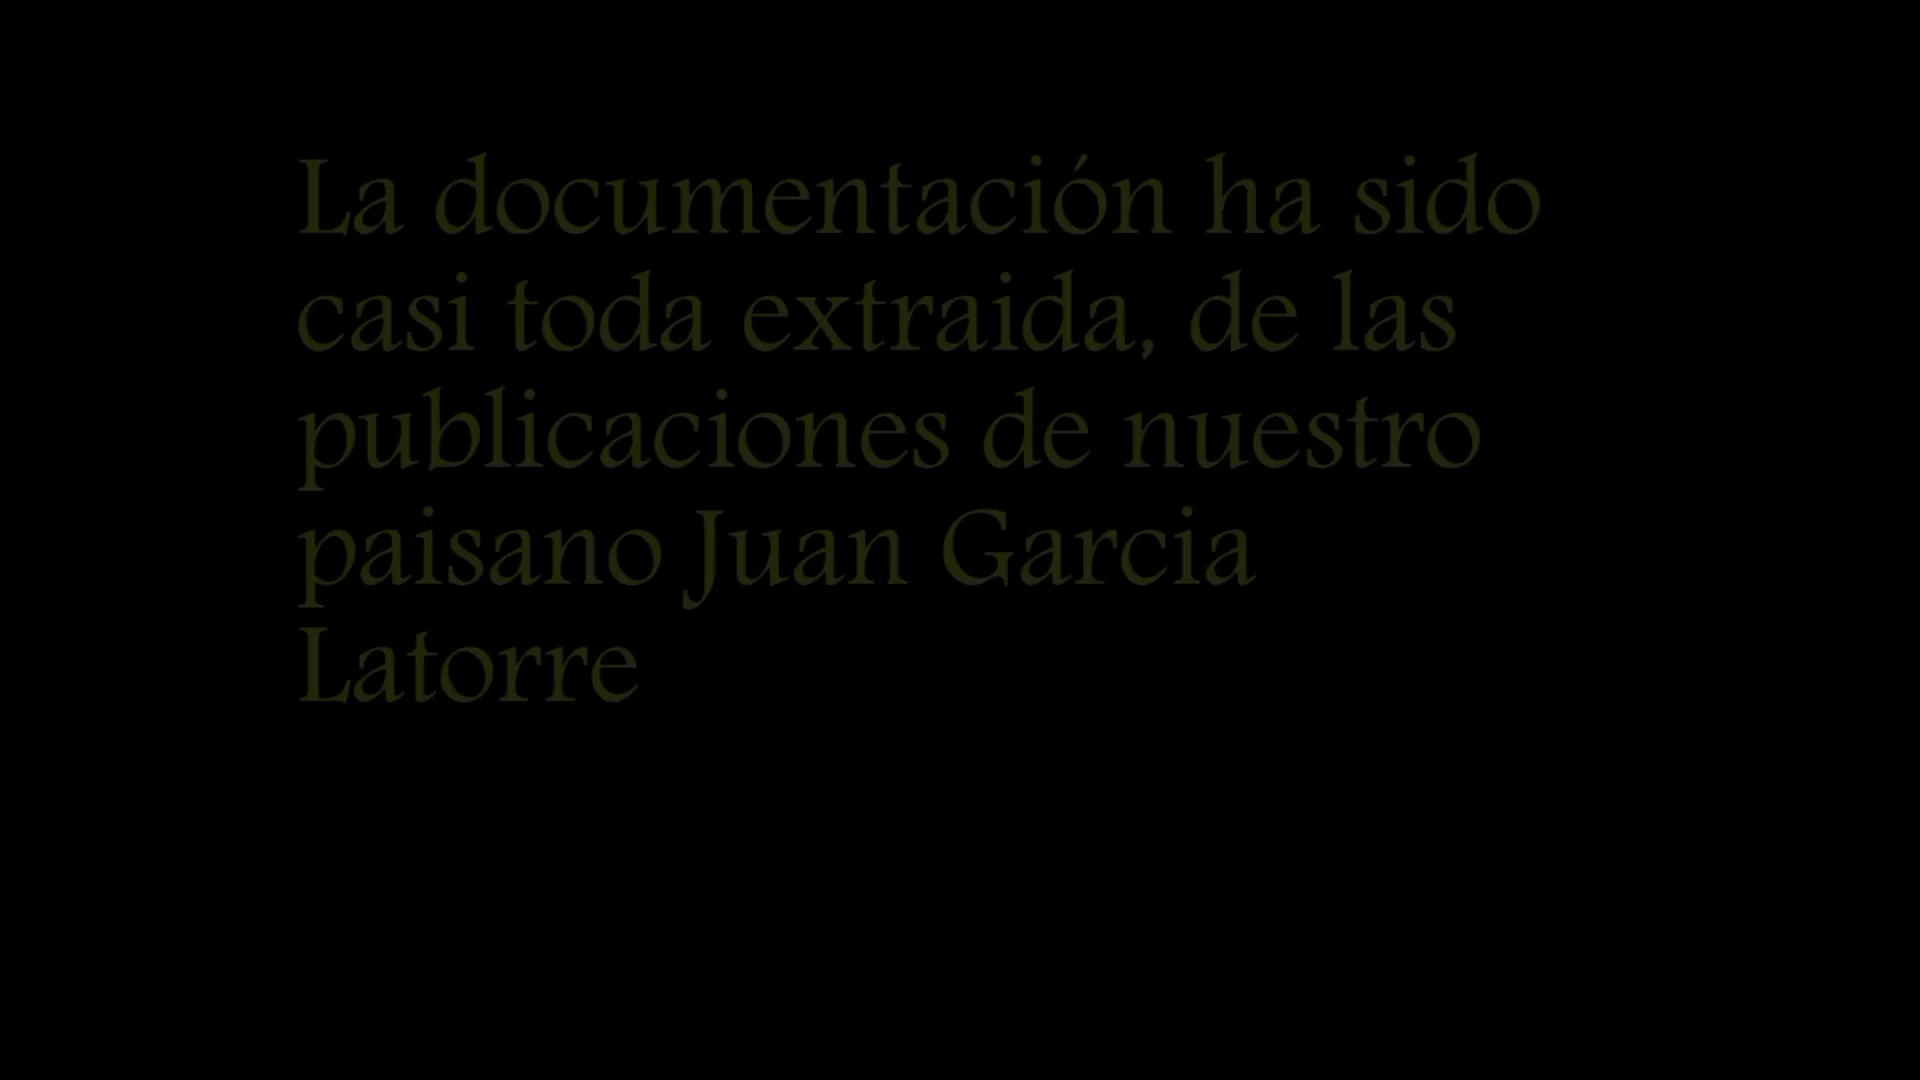 La documentación ha sido
casi toda extraida, de las
publicaciones de nuestro
paisano Juan Garcia
Latorre